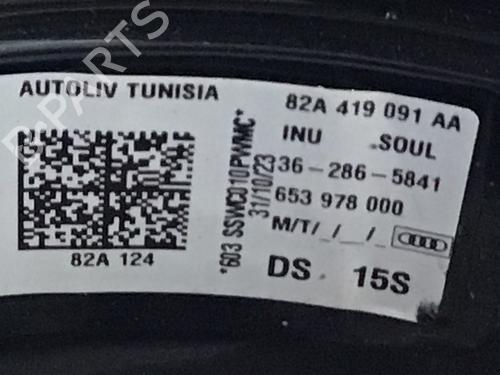 B-PARTS
AUTOLIV TUNISIA
82A 124
*603 SSWC010PWMC*
31/10/23
82A 419 091 AA
INU SOUL
36-286-5841
653 978 000
M/T/_/__/_
DS 15S